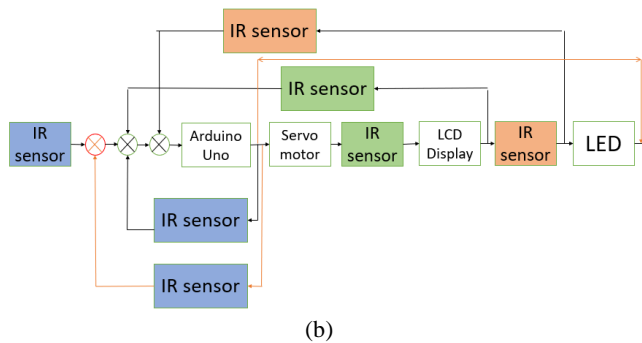 IR sensor
IR sensor
IR
sensor
Arduino
Uno
Servo
motor
IR
sensor
LCD
Display
IR
sensor
LED
IR sensor
IR sensor
(b)